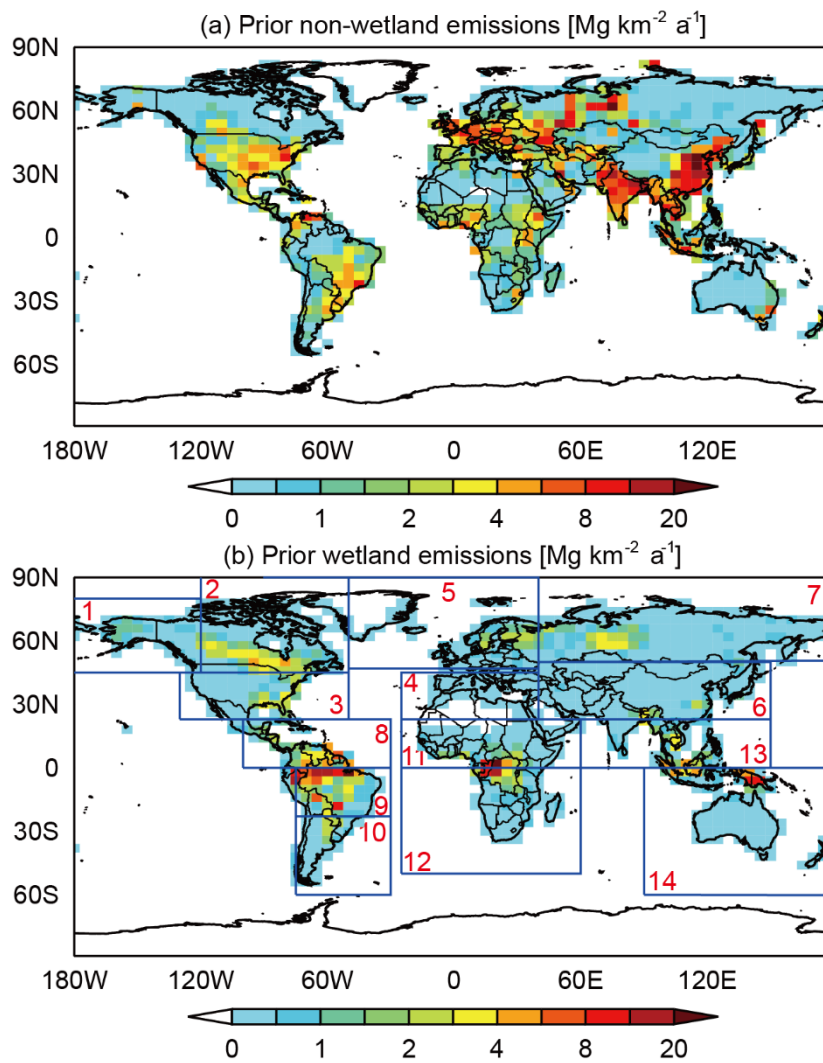 (a) Prior non-wetland emissions [Mg km⁻² a⁻¹]
90N
60N
30N
0
30S
60S
180W 120W 60W 0 60E 120E
0 1 2 4 8 20
(b) Prior wetland emissions [Mg km⁻² a⁻¹]
90N
1 2 5 7
60N
4
30N 3 6
8
0 11 13
9
30S 10
12 14
60S
180W 120W 60W 0 60E 120E
0 1 2 4 8 20